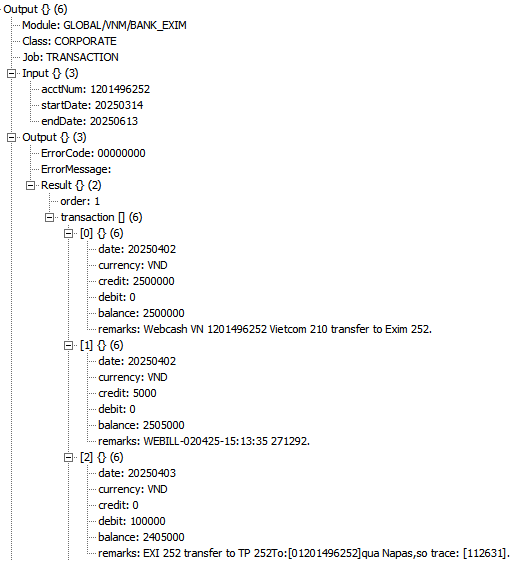 Output {} (6)
Module: GLOBAL/VNM/BANK_EXIM
Class: CORPORATE
Job: TRANSACTION
Input {} (3)
acctNum: 1201496252
startDate: 20250314
endDate: 20250613
Output {} (3)
ErrorCode: 00000000
ErrorMessage:
Result {} (2)
order: 1
transaction [] (6)
[0] {} (6)
date: 20250402
currency: VND
credit: 2500000
debit: 0
balance: 2500000
remarks: Webcash VN 1201496252 Vietcom 210 transfer to Exim 252.
[1] {} (6)
date: 20250402
currency: VND
credit: 5000
debit: 0
balance: 2505000
remarks: WEBILL-020425-15:13:35 271292.
[2] {} (6)
date: 20250403
currency: VND
credit: 0
debit: 100000
balance: 2405000
remarks: EXI 252 transfer to TP 252To:[01201496252]qua Napas,so trace: [112631].